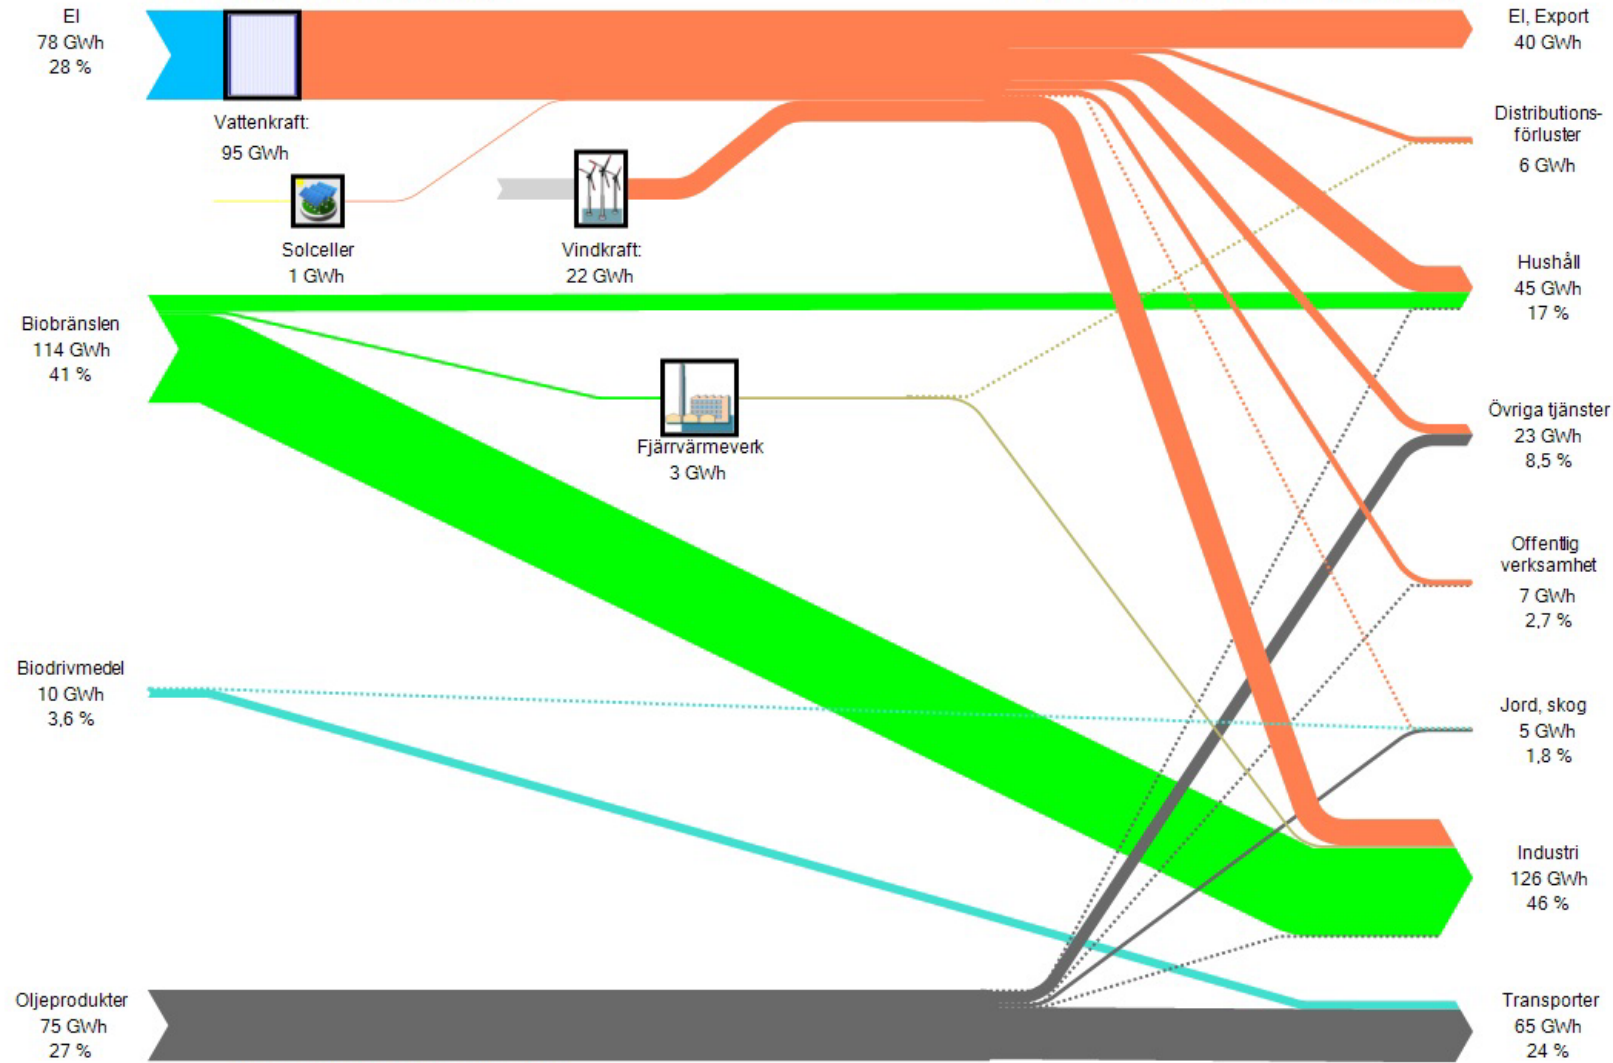 El
78 GWh
28 %
Vattenkraft:
95 GWh
Solceller
1 GWh
Vindkraft:
22 GWh
Biobränslen
114 GWh
41 %
Fjärrvärmeverk
3 GWh
Biodrivmedel
10 GWh
3,6 %
Oljeprodukter
75 GWh
27 %
El, Export
40 GWh
Distributions-
förluster
6 GWh
Hushåll
45 GWh
17 %
Övriga tjänster
23 GWh
8,5 %
Offentlig
verksamhet
7 GWh
2,7 %
Jord, skog
5 GWh
1,8 %
Industri
126 GWh
46 %
Transporter
65 GWh
24 %